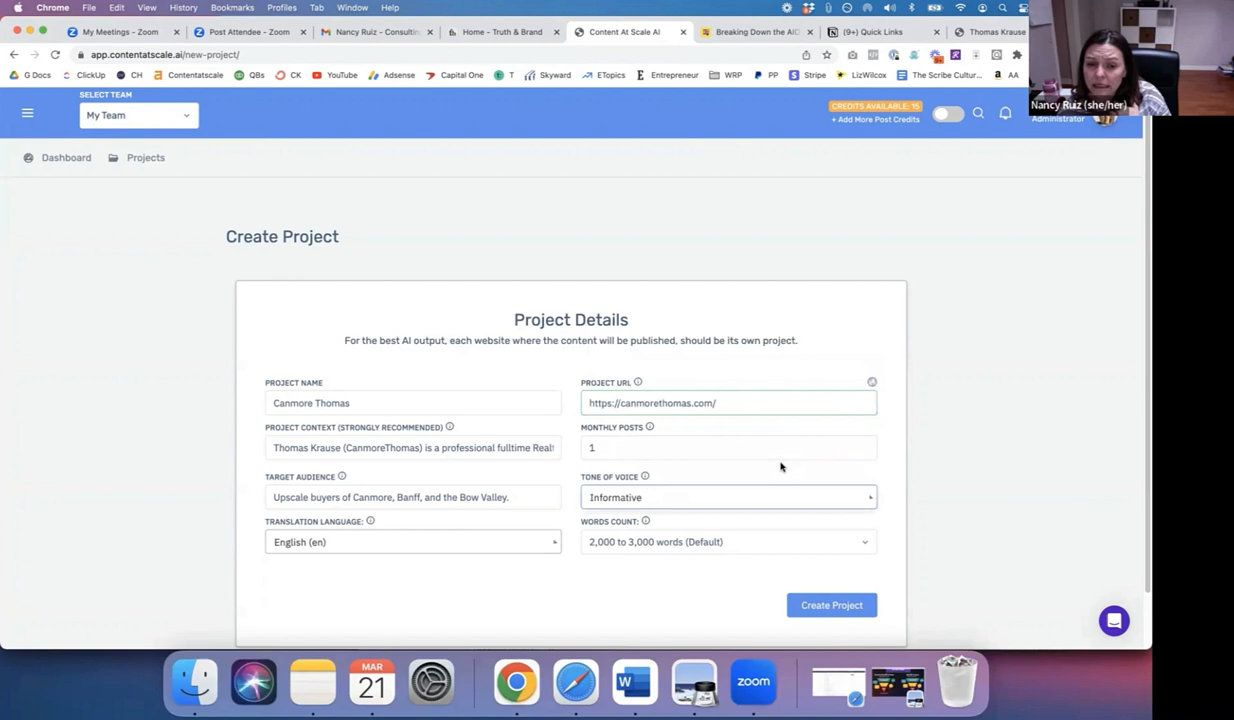 Chrome File Edit View History Bookmarks Profiles Tab Window Help
My Meetings - Zoom
Post Attendee - Zoom
Nancy Ruiz - Consultin
Home - Truth & Brand
Content At Scale AI
Breaking Down the AIO
(9+) Quick Links
Thomas Krause
app.contentatscale.ai/new-project/
G Docs ClickUp CH Contentatscale QBs CK YouTube Adsense Capital One T Skyward ETopics Entrepreneur WRP PP Stripe LizWilcox The Scribe Cultur... AA
Nancy Ruiz (she/her)
SELECT TEAM
My Team
CREDITS AVAILABLE: 15
+ Add More Post Credits
Administrator
Dashboard Projects
Create Project
Project Details
For the best AI output, each website where the content will be published, should be its own project.
PROJECT NAME
Canmore Thomas
PROJECT URL
https://canmorethomas.com/
PROJECT CONTEXT (STRONGLY RECOMMENDED)
Thomas Krause (CanmoreThomas) is a professional fulltime Realt
MONTHLY POSTS
1
TARGET AUDIENCE
Upscale buyers of Canmore, Banff, and the Bow Valley.
TONE OF VOICE
Informative
TRANSLATION LANGUAGE:
English (en)
WORDS COUNT:
2,000 to 3,000 words (Default)
Create Project
MAR
21
W
zoom